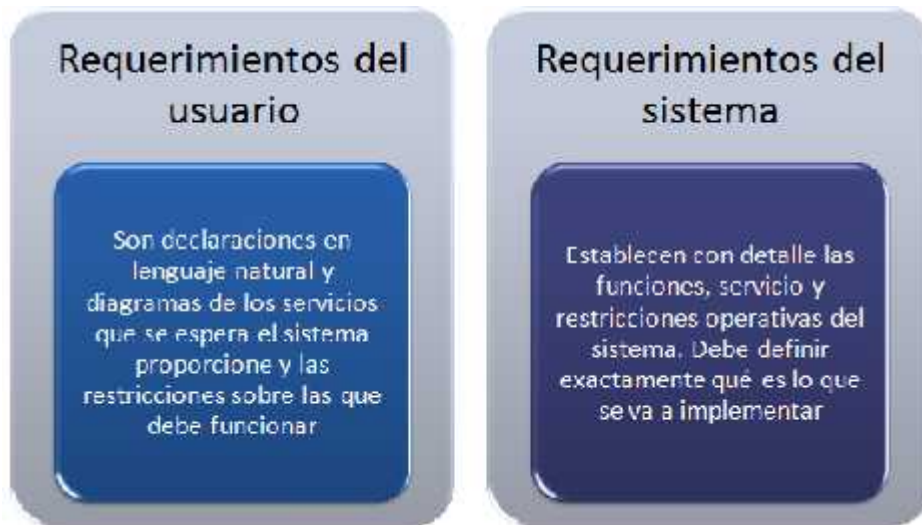 Requerimientos del
usuario
Son declaraciones en
lenguaje natural y
diagramas de los servicios
que se espera el sistema
proporcione y las
restricciones sobre las que
debe funcionar
Requerimientos del
sistema
Establecen con detalle las
funciones, servicio y
restricciones operativas del
sistema. Debe definir
exactamente qué es lo que
se va a implementar